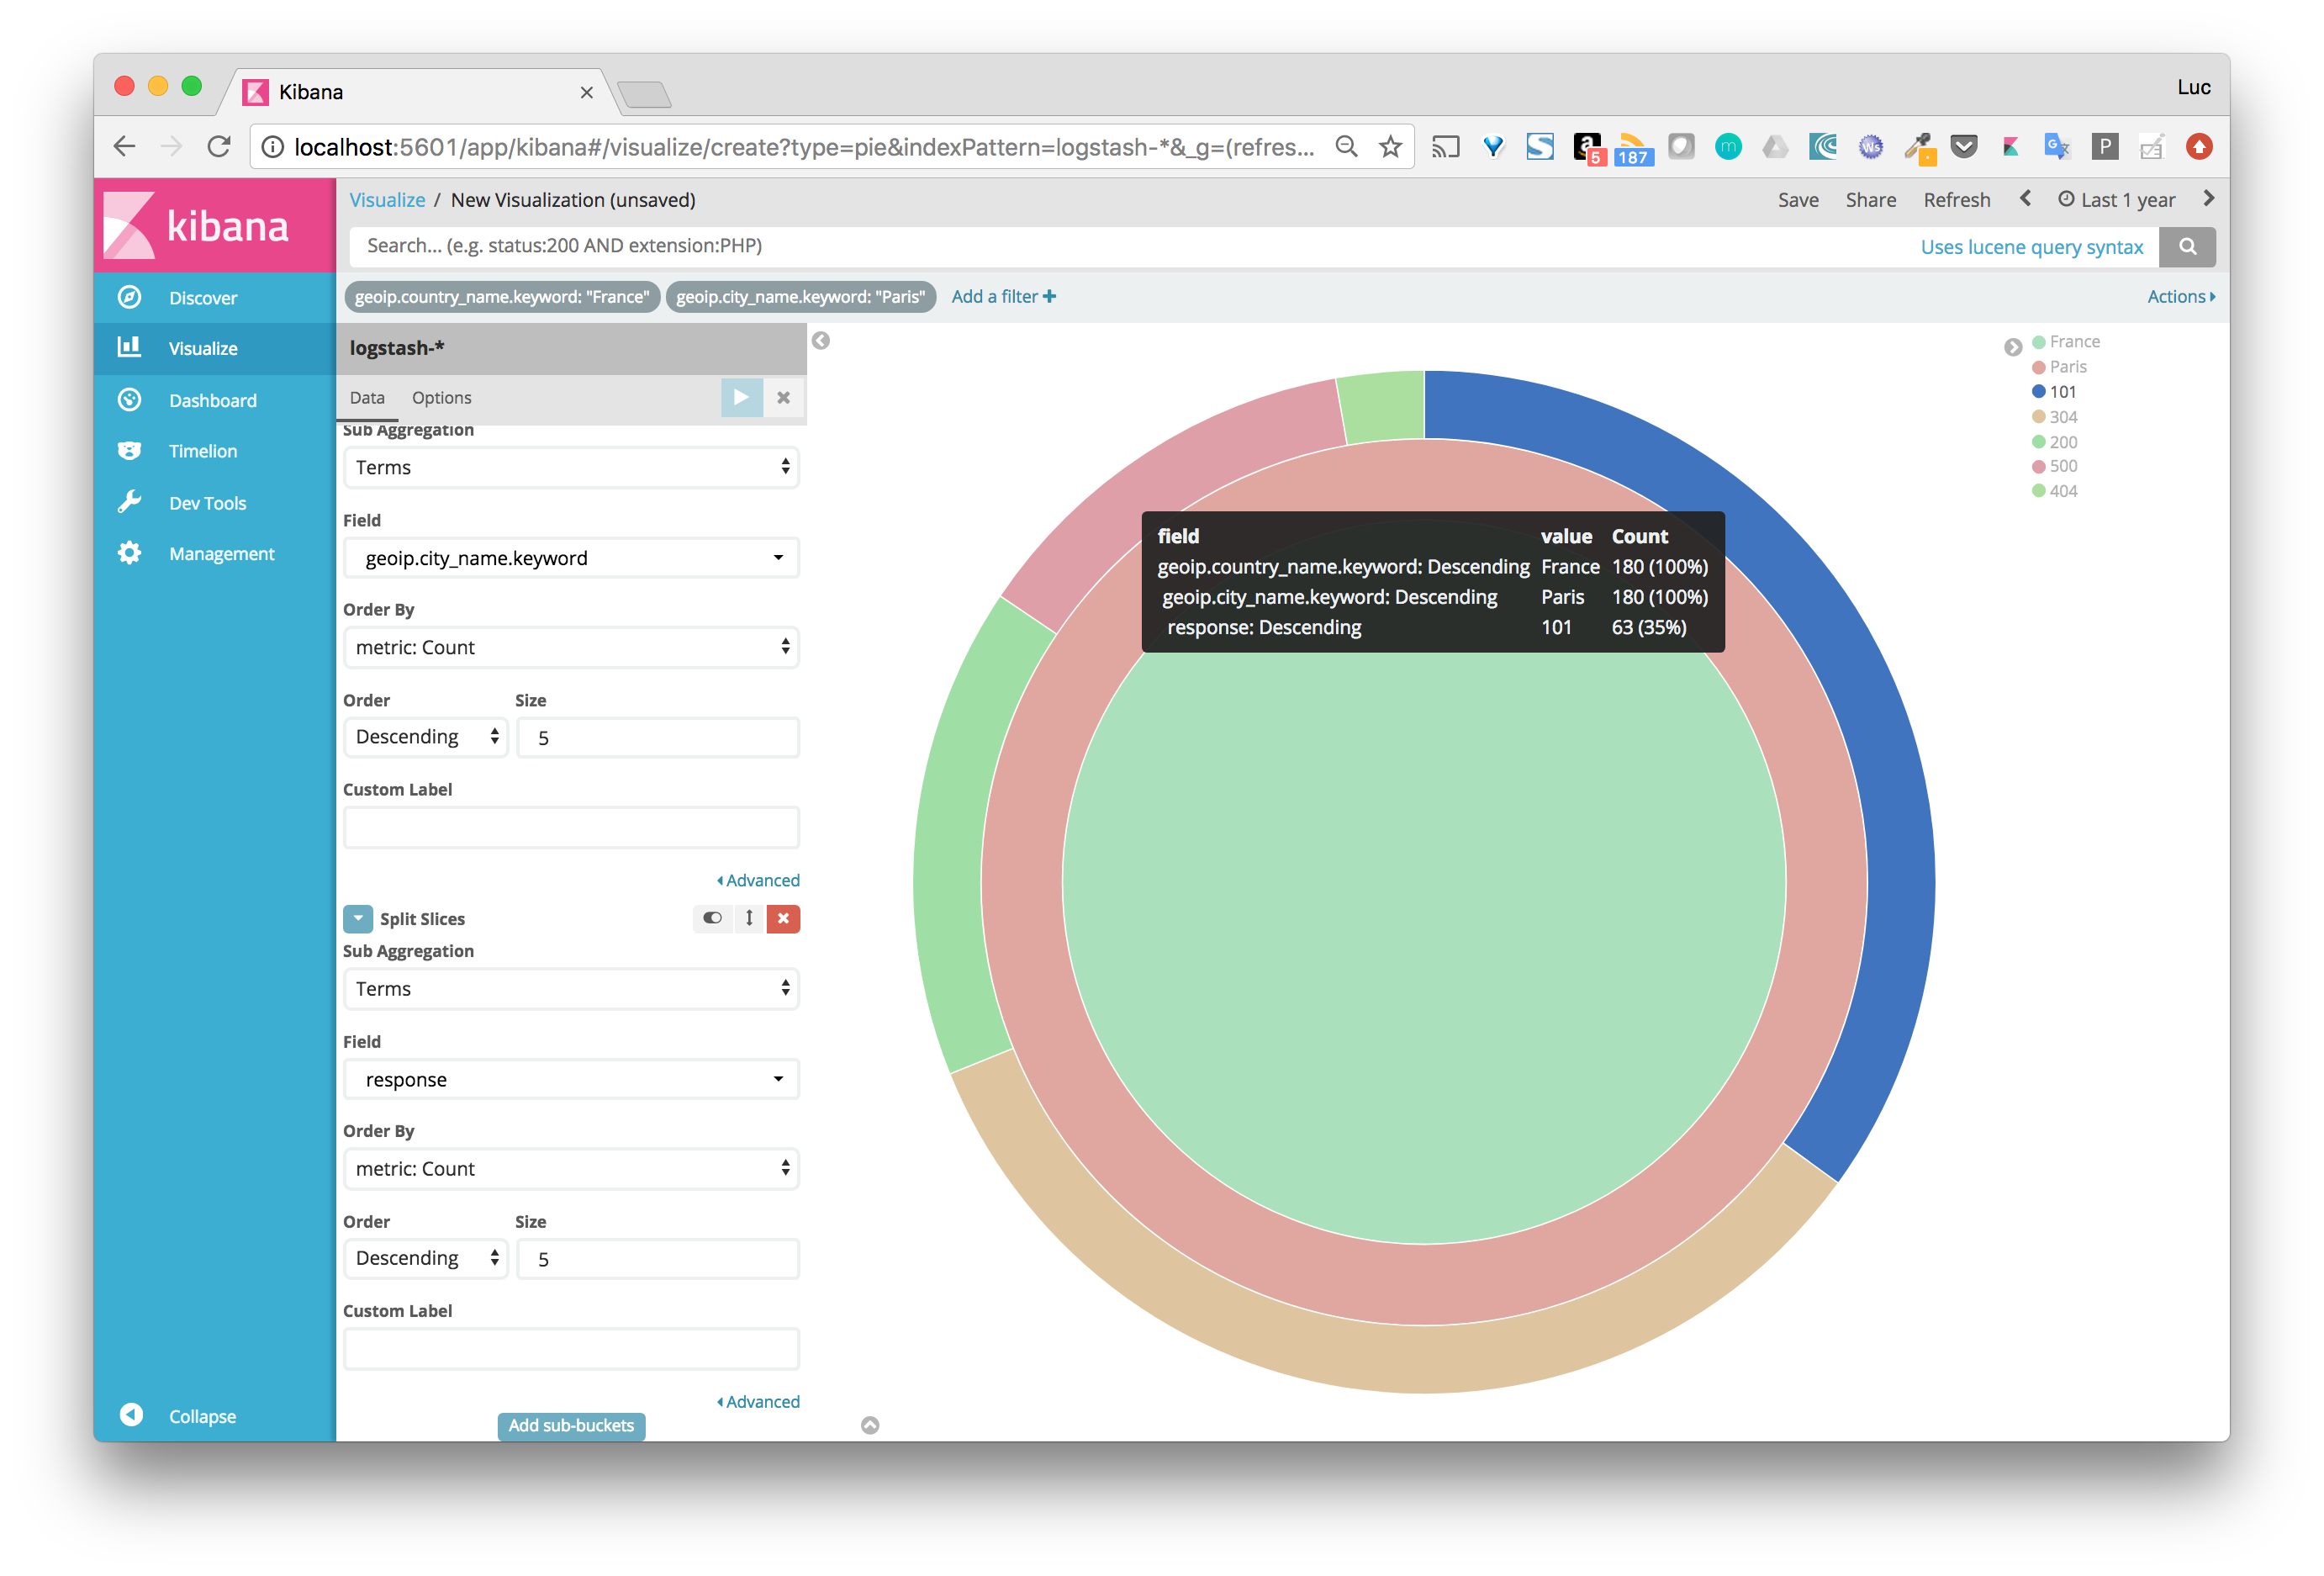 Kibana
Luc
localhost:5601/app/kibana#/visualize/create?type=pie&indexPattern=logstash-*&_g=(refres...
5
187
m
Ws
G
P
kibana
Visualize / New Visualization (unsaved)
Save Share Refresh Last 1 year
Search... (e.g. status:200 AND extension:PHP)
Uses lucene query syntax
geoip.country_name.keyword: "France" geoip.city_name.keyword: "Paris" Add a filter
Actions
Discover
Visualize
Dashboard
Timelion
Dev Tools
Management
Collapse
logstash-*
Data Options
Sub Aggregation
Terms
Field
geoip.city_name.keyword
Order By
metric: Count
Order Size
Descending 5
Custom Label
Advanced
Split Slices
Sub Aggregation
Terms
Field
response
Order By
metric: Count
Order Size
Descending 5
Custom Label
Advanced
Add sub-buckets
field value Count
geoip.country_name.keyword: Descending France 180 (100%)
geoip.city_name.keyword: Descending Paris 180 (100%)
response: Descending 101 63 (35%)
France
Paris
101
304
200
500
404